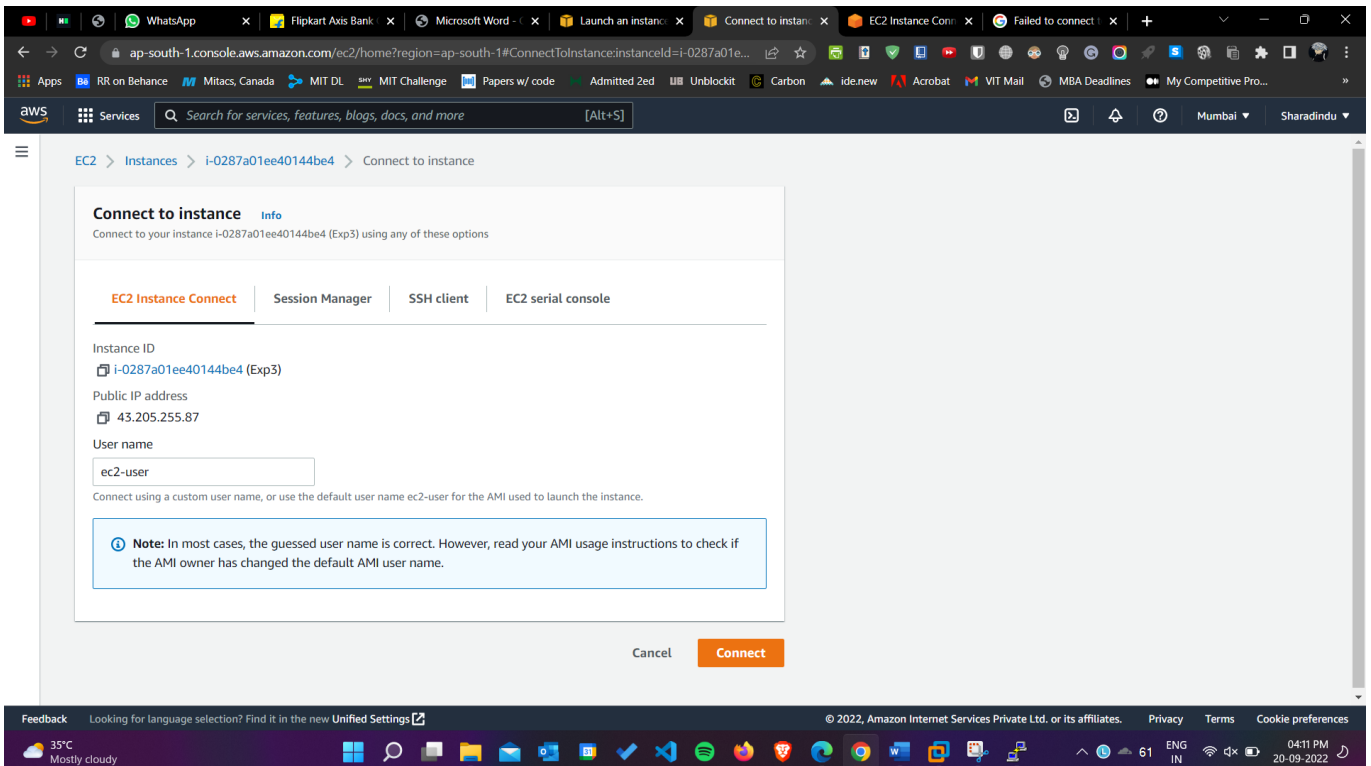 WhatsApp
Flipkart Axis Bank
Microsoft Word - 
Launch an instanc
Connect to instanc
EC2 Instance Conn
Failed to connect t
ap-south-1.console.aws.amazon.com/ec2/home?region=ap-south-1#ConnectToInstance:instanceId=i-0287a01e...
Apps
RR on Behance
Mitacs, Canada
MIT DL
MIT Challenge
Papers w/ code
Admitted 2ed
UB Unblockit
Carbon
ide.new
Acrobat
VIT Mail
MBA Deadlines
My Competitive Pro...
»
aws
Services
Search for services, features, blogs, docs, and more
[Alt+S]
Mumbai ▼
Sharadindu ▼
EC2 > Instances > i-0287a01ee40144be4 > Connect to instance
Connect to instance Info
Connect to your instance i-0287a01ee40144be4 (Exp3) using any of these options
EC2 Instance Connect
Session Manager
SSH client
EC2 serial console
Instance ID
i-0287a01ee40144be4 (Exp3)
Public IP address
43.205.255.87
User name
ec2-user
Connect using a custom user name, or use the default user name ec2-user for the AMI used to launch the instance.
Note: In most cases, the guessed user name is correct. However, read your AMI usage instructions to check if
the AMI owner has changed the default AMI user name.
Cancel
Connect
Feedback
Looking for language selection? Find it in the new Unified Settings
© 2022, Amazon Internet Services Private Ltd. or its affiliates.
Privacy
Terms
Cookie preferences
35°C
Mostly cloudy
61
ENG
IN
04:11 PM
20-09-2022